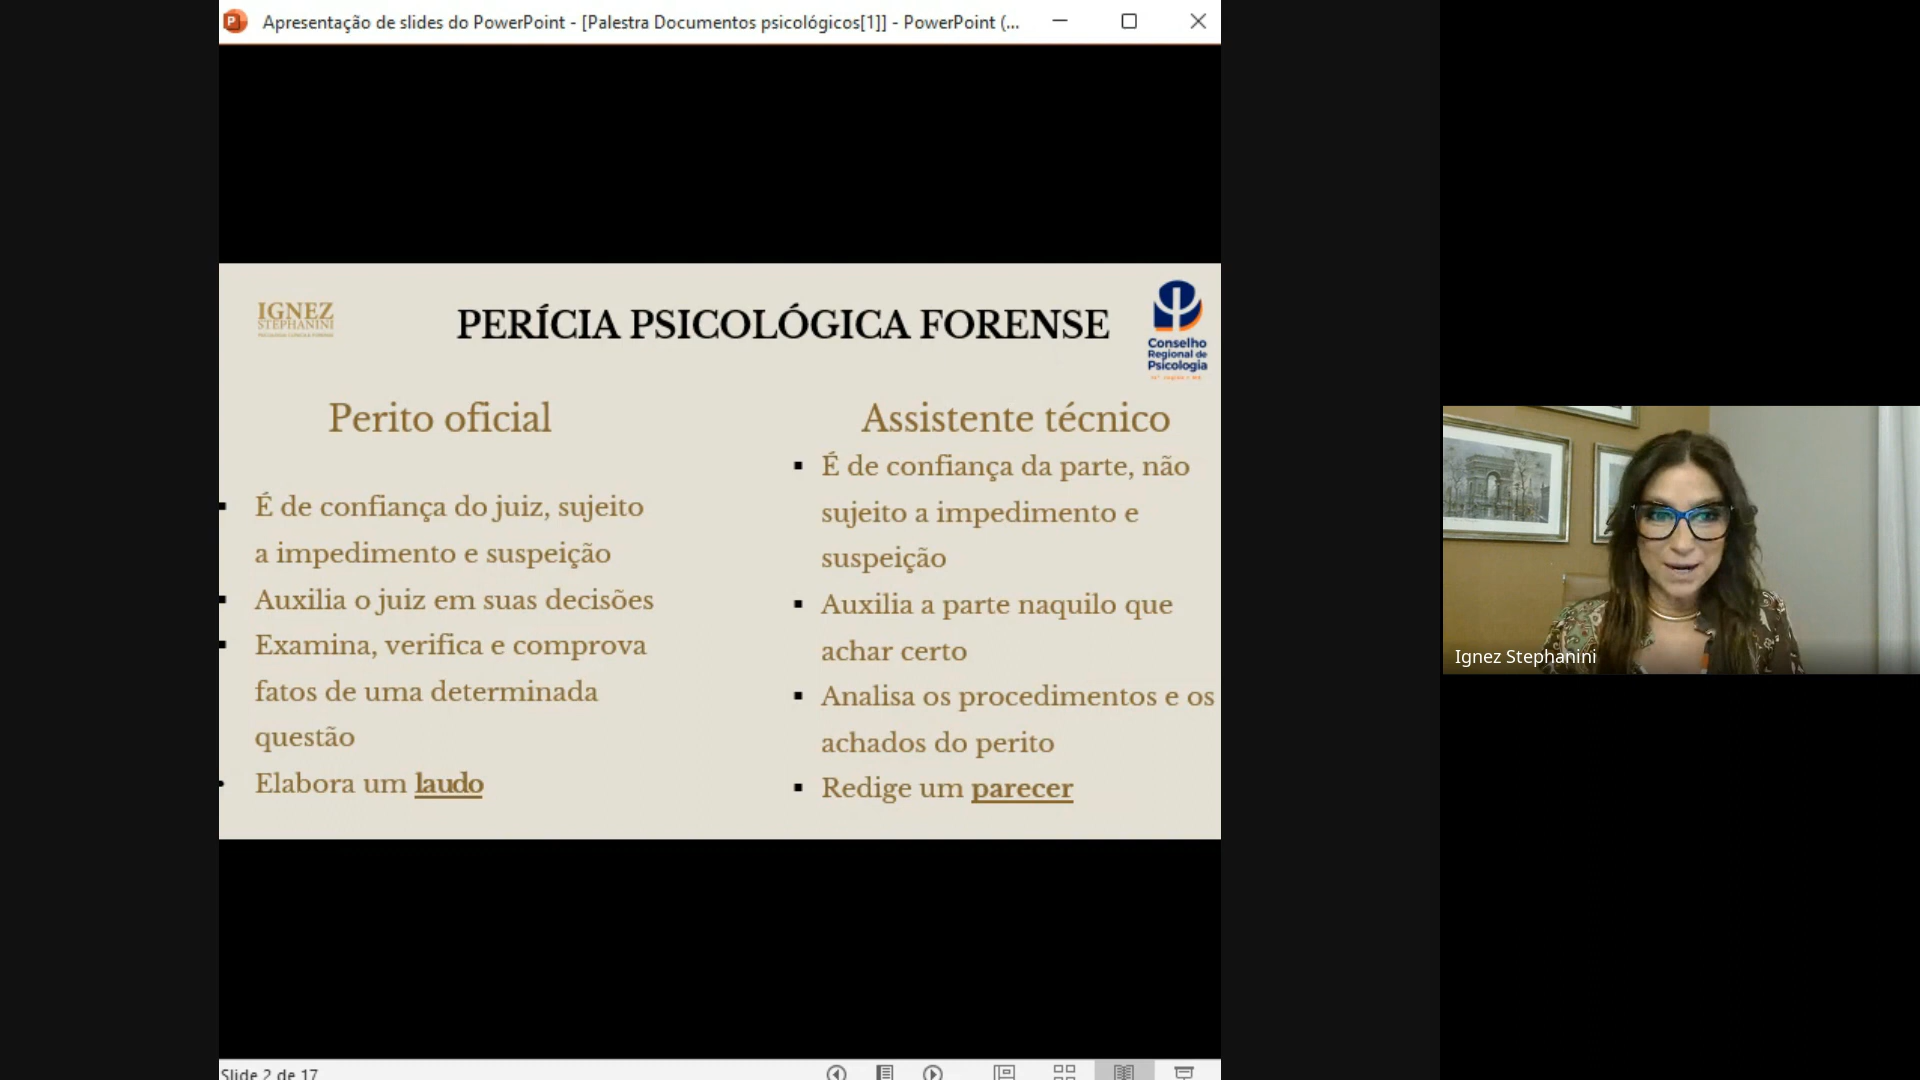 Apresentação de slides do PowerPoint - [Palestra Documentos psicológicos[1]] - PowerPoint (...
IGNEZ
STEPHANINI
PERÍCIA PSICOLÓGICA FORENSE
Conselho
Regional de
Psicologia
Perito oficial
É de confiança do juiz, sujeito
a impedimento e suspeição
Auxilia o juiz em suas decisões
Examina, verifica e comprova
fatos de uma determinada
questão
Elabora um laudo
Assistente técnico
É de confiança da parte, não
sujeito a impedimento e
suspeição
Auxilia a parte naquilo que
achar certo
Analisa os procedimentos e os
achados do perito
Redige um parecer
Ignez Stephanini
Slide 2 de 17